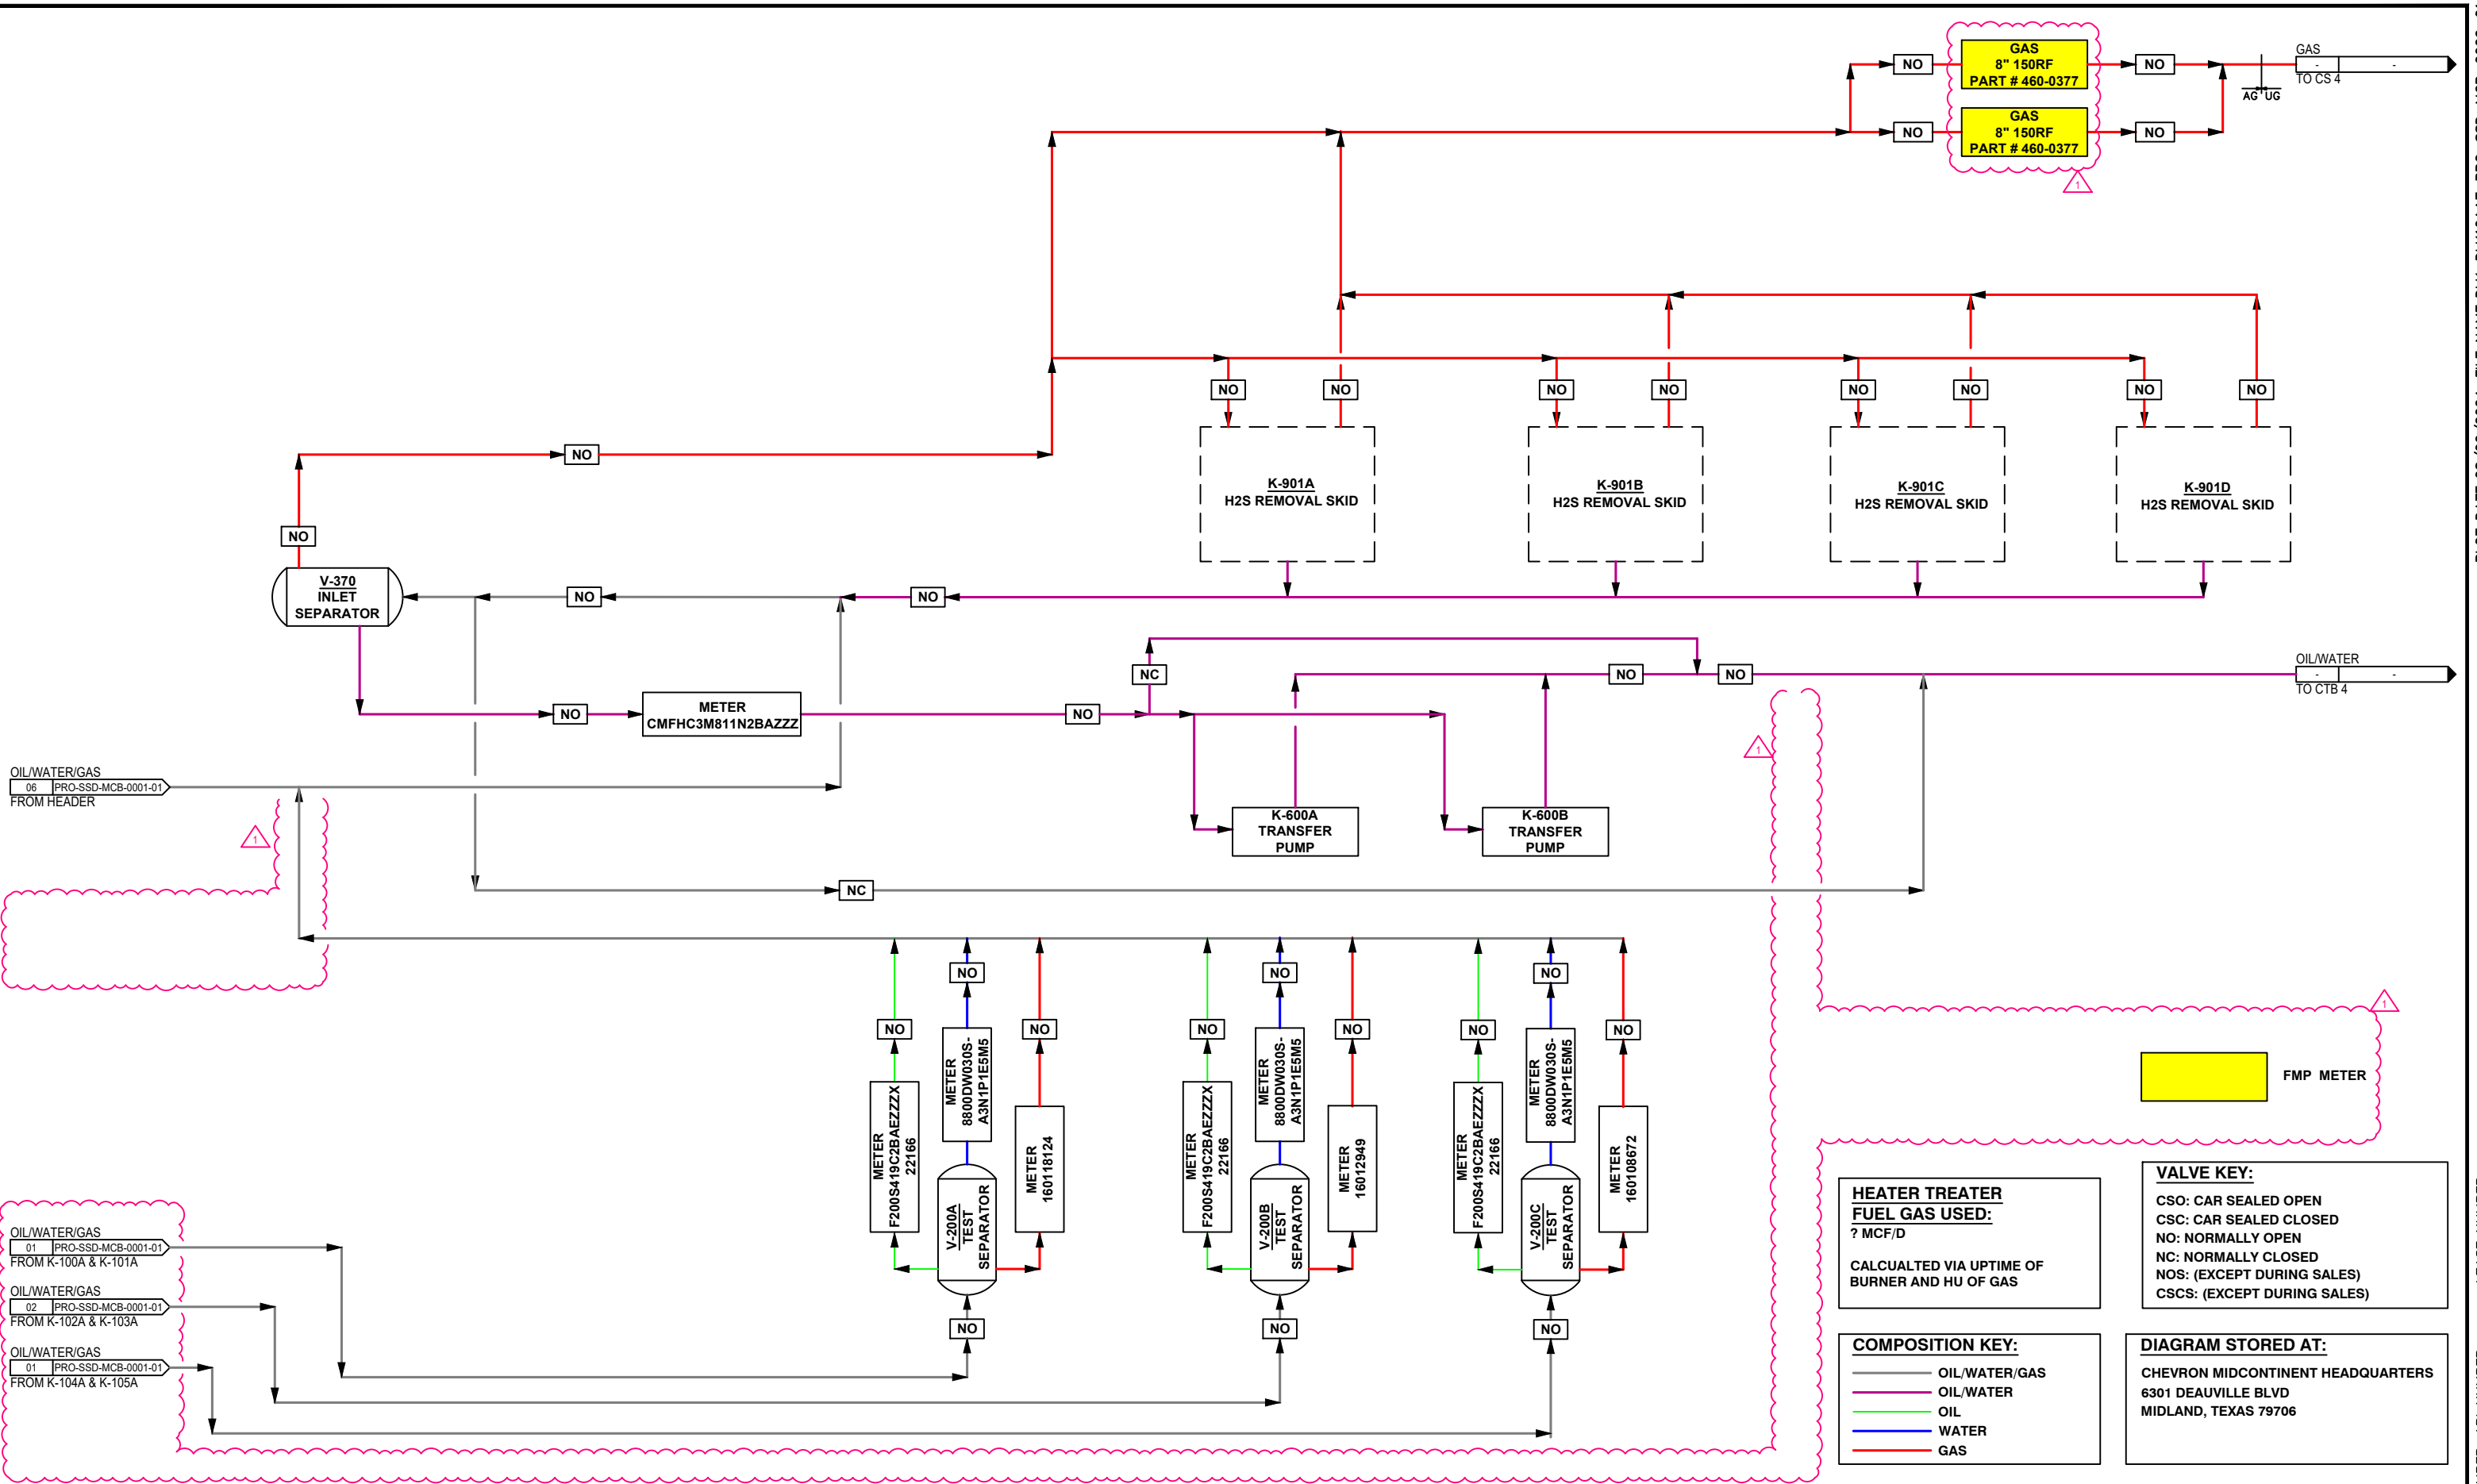 GAS
8" 150RF
PART # 460-0377
GAS
8" 150RF
PART # 460-0377
NO
NO
NO
NO
GAS
- -
TO CS 4
AG UG
1
NO
NO
NO
NO
NO
NO
NO
NO
NO
NO
K-901A
H2S REMOVAL SKID
K-901B
H2S REMOVAL SKID
K-901C
H2S REMOVAL SKID
K-901D
H2S REMOVAL SKID
V-370
INLET
SEPARATOR
NO
NO
NC
NO
NO
OIL/WATER
- -
TO CTB 4
NO
METER
CMFHC3M811N2BAZZZ
NO
1
OIL/WATER/GAS
06 PRO-SSD-MCB-0001-01
FROM HEADER
1
K-600A
TRANSFER
PUMP
K-600B
TRANSFER
PUMP
NC
NO
NO
NO
NO
NO
NO
NO
NO
NO
METER
F200S419C2BAEZZZX
22166
METER
8800DW030S-
A3N1P1E5M5
METER
160118124
V-200A
TEST
SEPARATOR
NO
METER
F200S419C2BAEZZZX
22166
METER
8800DW030S-
A3N1P1E5M5
METER
16012949
V-200B
TEST
SEPARATOR
NO
METER
F200S419C2BAEZZZX
22166
METER
8800DW030S-
A3N1P1E5M5
METER
160108672
V-200C
TEST
SEPARATOR
NO
1
FMP METER
OIL/WATER/GAS
01 PRO-SSD-MCB-0001-01
FROM K-100A & K-101A
OIL/WATER/GAS
02 PRO-SSD-MCB-0001-01
FROM K-102A & K-103A
OIL/WATER/GAS
01 PRO-SSD-MCB-0001-01
FROM K-104A & K-105A
HEATER TREATER
FUEL GAS USED:
? MCF/D
CALCUALTED VIA UPTIME OF
BURNER AND HU OF GAS
VALVE KEY:
CSO: CAR SEALED OPEN
CSC: CAR SEALED CLOSED
NO: NORMALLY OPEN
NC: NORMALLY CLOSED
NOS: (EXCEPT DURING SALES)
CSCS: (EXCEPT DURING SALES)
COMPOSITION KEY:
OIL/WATER/GAS
OIL/WATER
OIL
WATER
GAS
DIAGRAM STORED AT:
CHEVRON MIDCONTINENT HEADQUARTERS
6301 DEAUVILLE BLVD
MIDLAND, TEXAS 79706